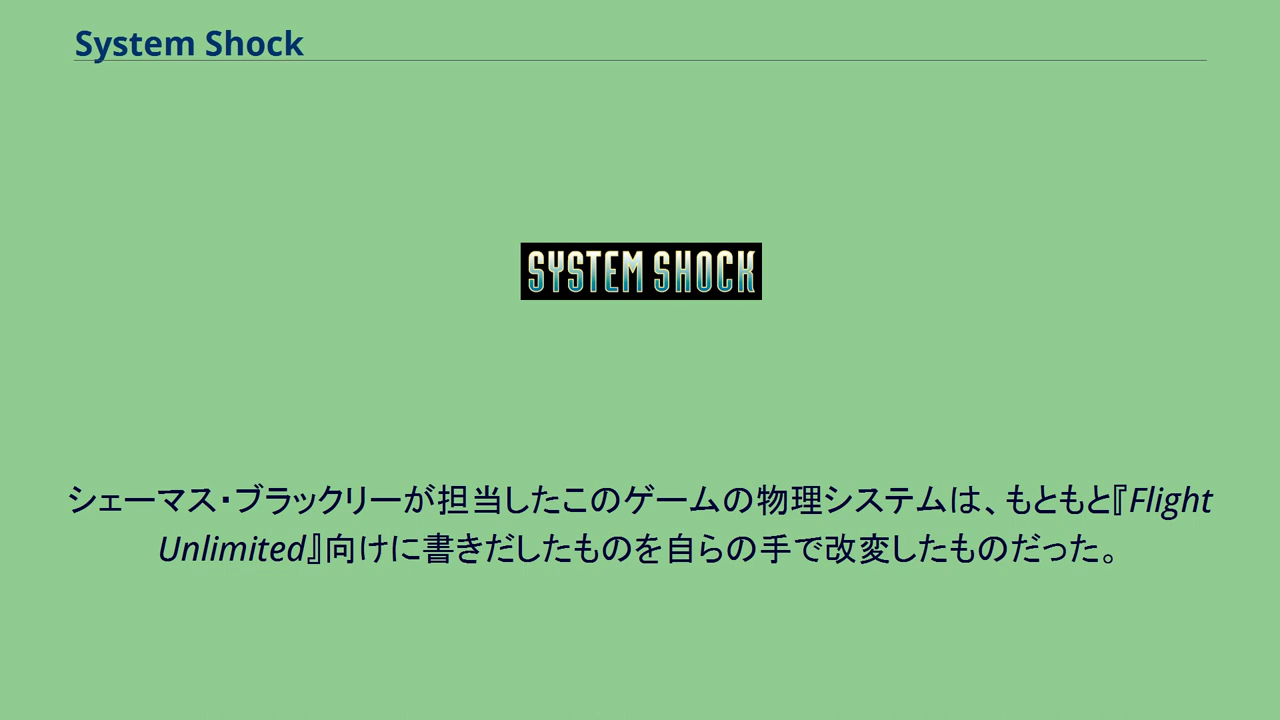 System Shock
SYSTEM SHOCK
シェーマス・ブラックリーが担当したこのゲームの物理システムは、もともと『Flight
Unlimited』向けに書きだしたものを自らの手で改変したものだった。